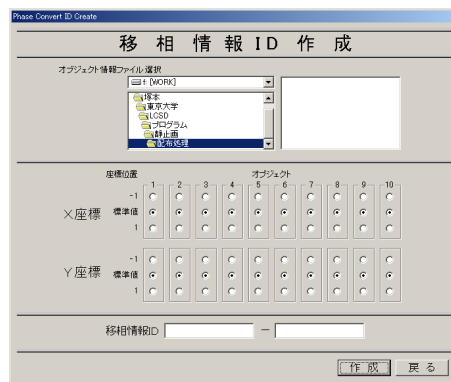 Phase Convert ID Create
移相情報ID作成
オブジェクト情報ファイル選択
f: [WORK]
塚本
東京大学
LCSD
プログラム
静止画
配布処理
座標位置 オブジェクト
1 2 3 4 5 6 7 8 9 10
-1
X座標 標準値
1
-1
Y座標 標準値
1
移相情報ID －
作成 戻る